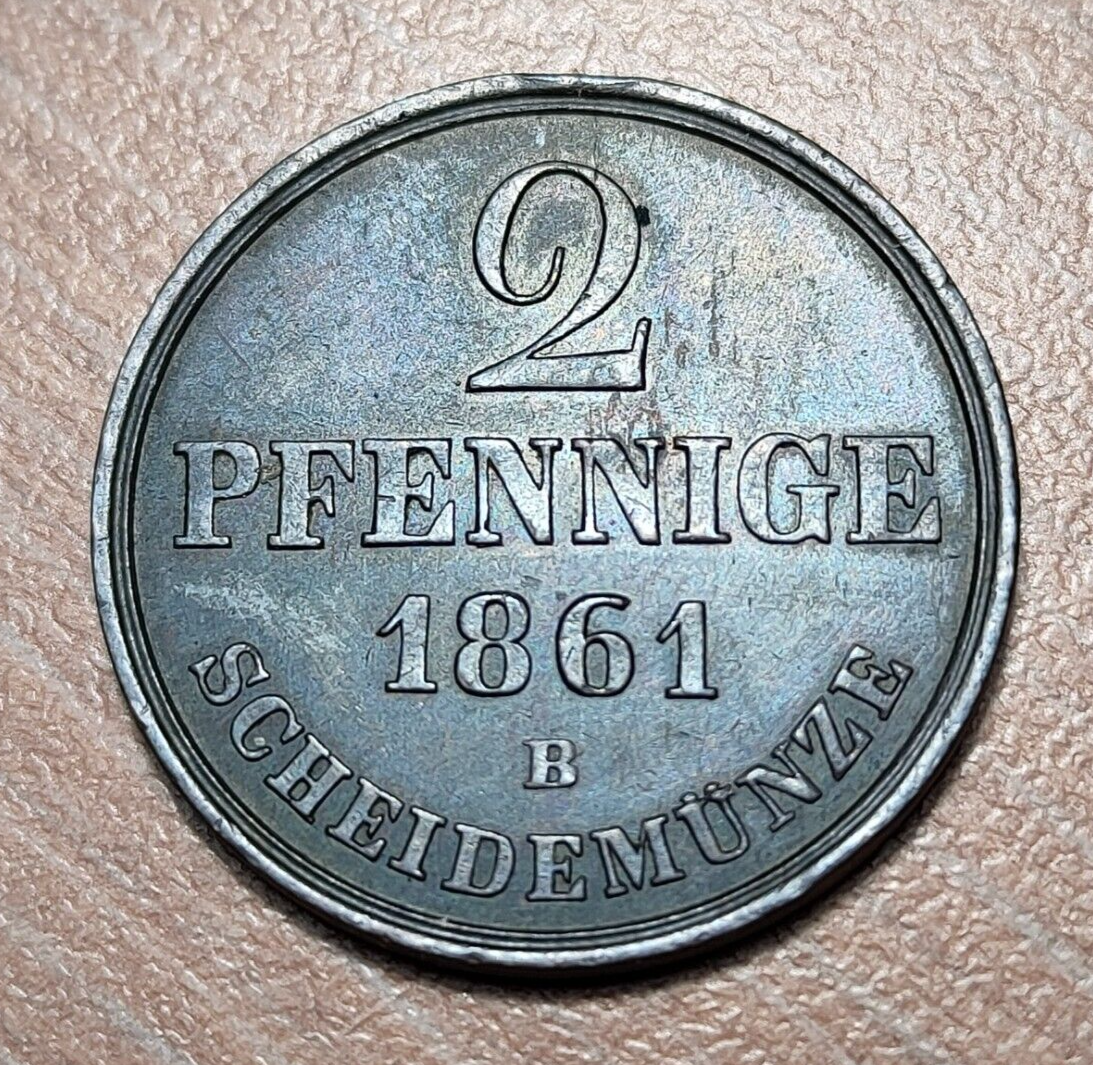 2
PFENNIGE
1861
B
SCHEIDEMÜNZE